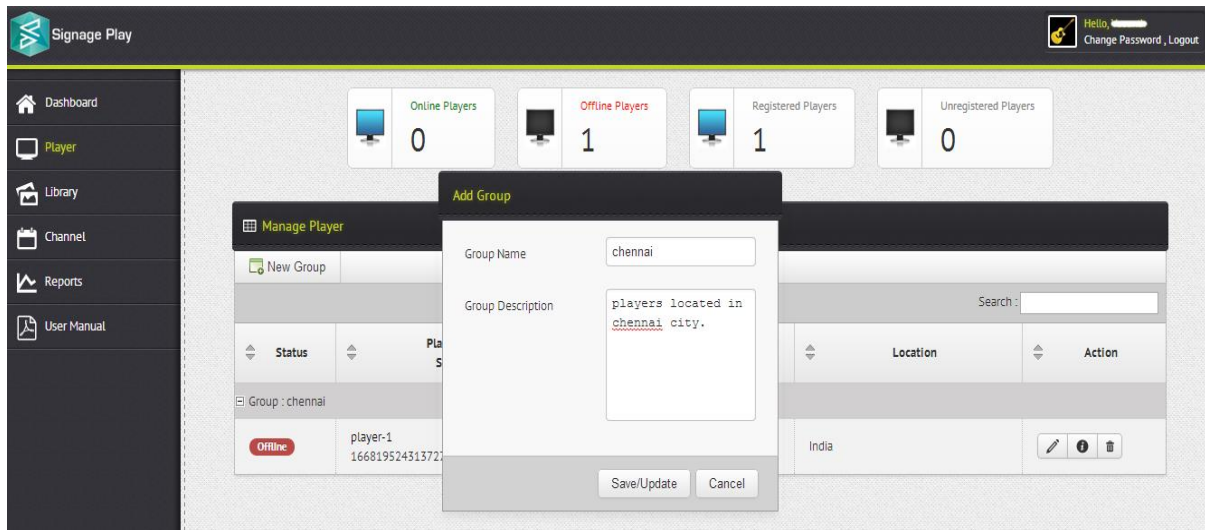 Signage Play
Hello,
Change Password , Logout
Dashboard
Player
Library
Channel
Reports
User Manual
Online Players
0
Offline Players
1
Registered Players
1
Unregistered Players
0
Add Group
Group Name
chennai
Group Description
players located in
chennai city.
Save/Update
Cancel
Manage Player
New Group
Search :
Status
Location
Action
Group : chennai
Offline
player-1
India